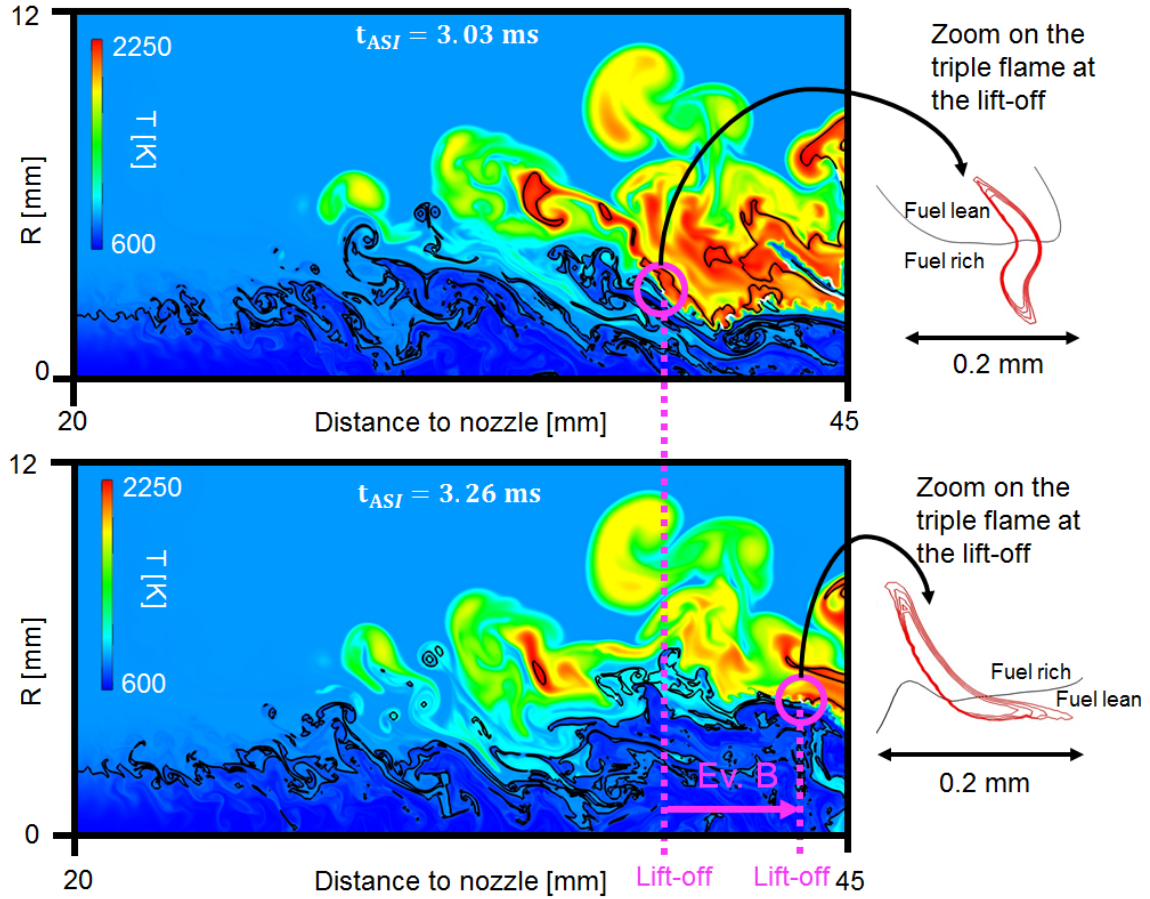 12
t_ASI = 3.03 ms
2250
T [K]
600
R [mm]
0
20
Distance to nozzle [mm]
45
Zoom on the
triple flame at
the lift-off
Fuel lean
Fuel rich
0.2 mm
12
t_ASI = 3.26 ms
2250
T [K]
600
R [mm]
0
Ev. B
20
Distance to nozzle [mm]
Lift-off
Lift-off
45
Zoom on the
triple flame at
the lift-off
Fuel rich
Fuel lean
0.2 mm